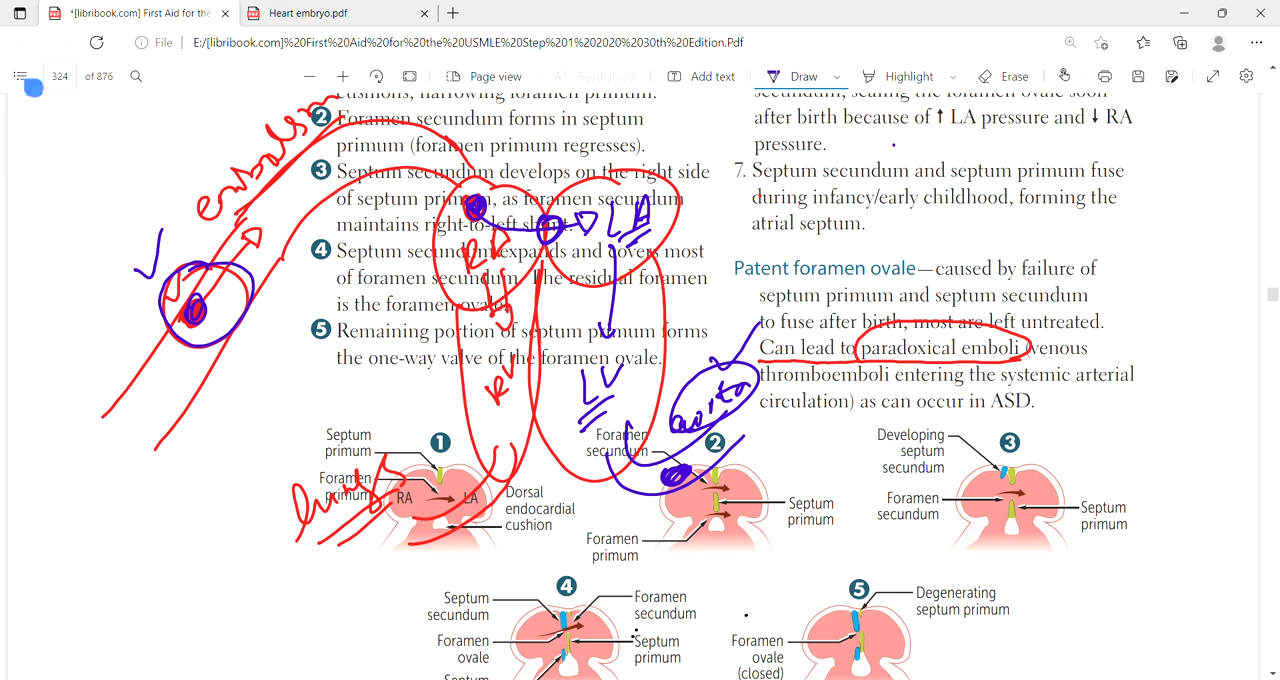 *[libribook.com] First Aid for the
Heart embryo.pdf
File
E:/[libribook.com]%20First%20Aid%20for%20the%20USMLE%20Step%201%202020%2030th%20Edition.Pdf
324 of 876
Page view
Read aloud
Add text
Draw
Highlight
Erase
cushions, narrowing foramen primum.
2 Foramen secundum forms in septum
primum (foramen primum regresses).
3 Septum secundum develops on the right side
of septum primum, as foramen secundum
maintains right-to-left shunt.
4 Septum secundum expands and covers most
of foramen secundum. The residual foramen
is the foramen ovale.
5 Remaining portion of septum primum forms
the one-way valve of the foramen ovale.
secundum, sealing the foramen ovale soon
after birth because of ↑ LA pressure and ↓ RA
pressure.
7. Septum secundum and septum primum fuse
during infancy/early childhood, forming the
atrial septum.
Patent foramen ovale—caused by failure of
septum primum and septum secundum
to fuse after birth, most are left untreated.
Can lead to paradoxical emboli (venous
thromboemboli entering the systemic arterial
circulation) as can occur in ASD.
embolism
RA
LA
RV
LV
aorta
lungs
Septum
primum
1
Foramen
primum
RA
LA
Dorsal
endocardial
cushion
Foramen
secundum
2
Septum
primum
Foramen
primum
Developing
septum
secundum
3
Foramen
secundum
Septum
primum
Septum
secundum
4
Foramen
secundum
Foramen
ovale
Septum
primum
Septum
5
Degenerating
septum primum
Foramen
ovale
(closed)